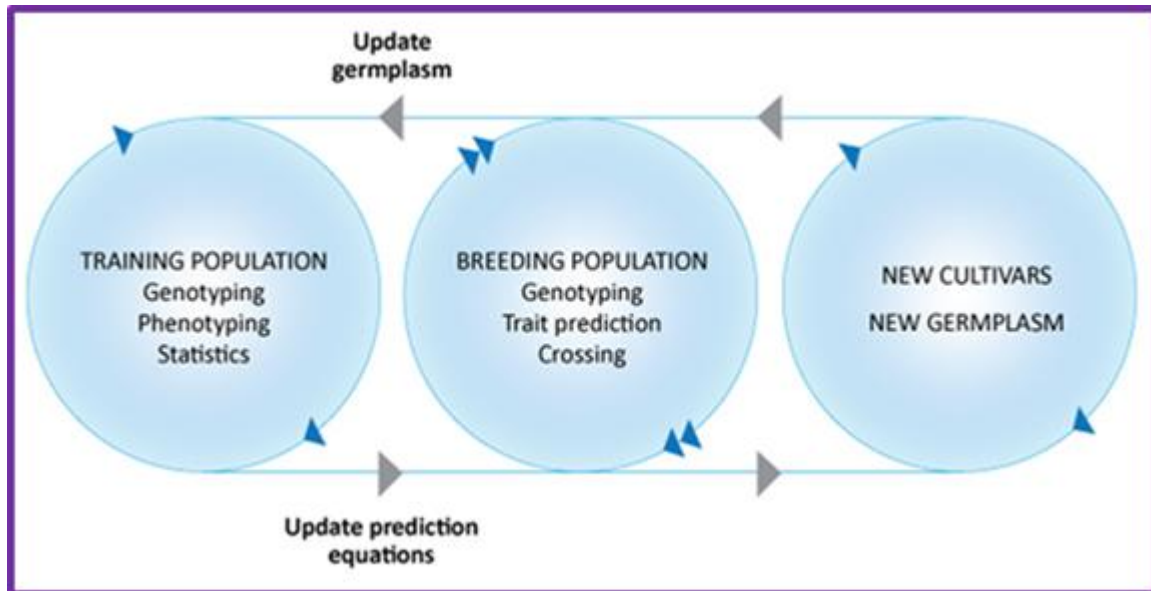 Update
germplasm
TRAINING POPULATION
Genotyping
Phenotyping
Statistics
BREEDING POPULATION
Genotyping
Trait prediction
Crossing
NEW CULTIVARS
NEW GERMPLASM
Update prediction
equations